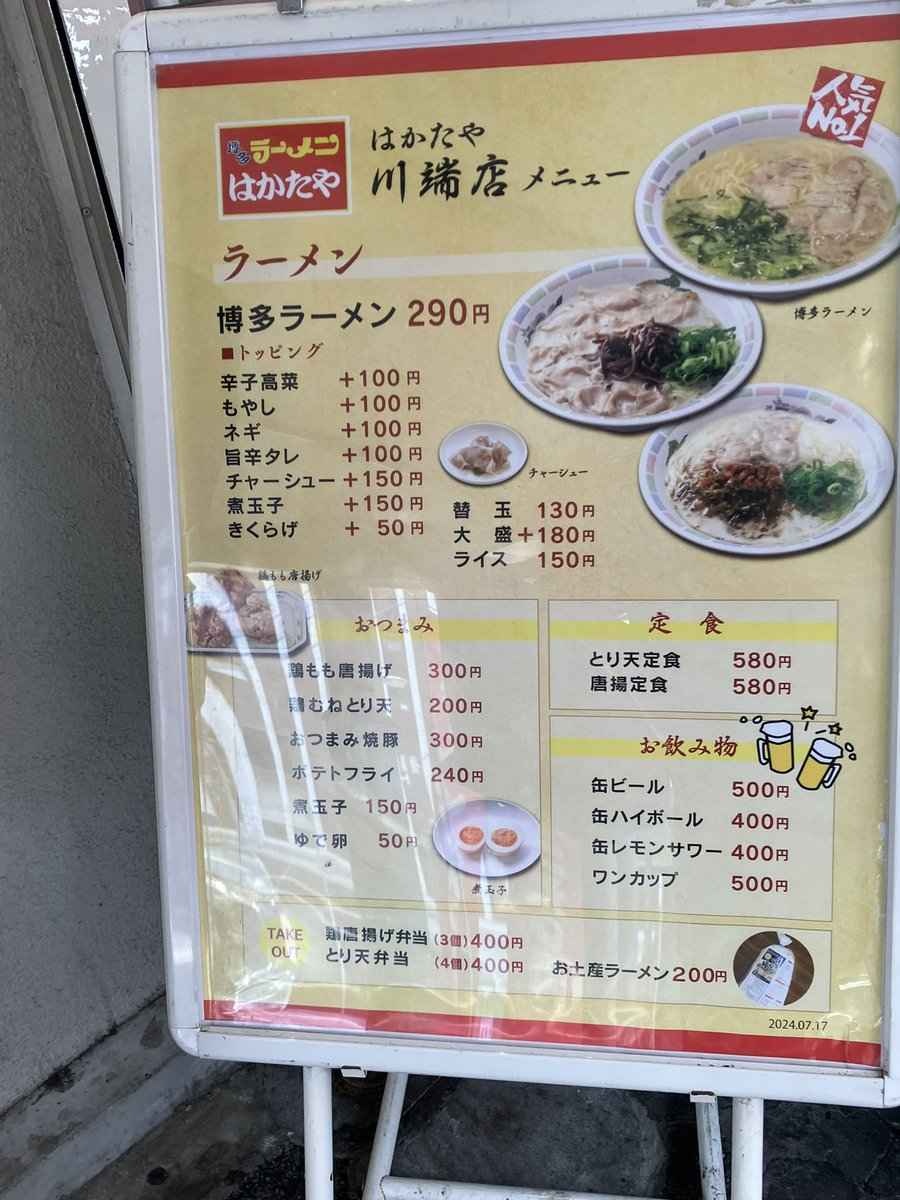 人気
No.1
博多 ラーメン
はかたや
はかたや
川端店 メニュー
ラーメン
博多ラーメン
博多ラーメン 290円
■トッピング
辛子高菜 +100円
もやし +100円
ネギ +100円
旨辛タレ +100円
チャーシュー +150円
煮玉子 +150円
きくらげ + 50円
チャーシュー
替 玉 130円
大 盛 +180円
ライス 150円
鶏もも唐揚げ
おつまみ
鶏もも唐揚げ 300円
鶏むねとり天 200円
おつまみ焼豚 300円
ポテトフライ 240円
煮玉子 150円
ゆで卵 50円
煮玉子
定 食
とり天定食 580円
唐揚定食 580円
お飲み物
缶ビール 500円
缶ハイボール 400円
缶レモンサワー 400円
ワンカップ 500円
TAKE
OUT
鶏唐揚げ弁当(3個)400円
とり天弁当 (4個)400円
お土産ラーメン200円
2024.07.17